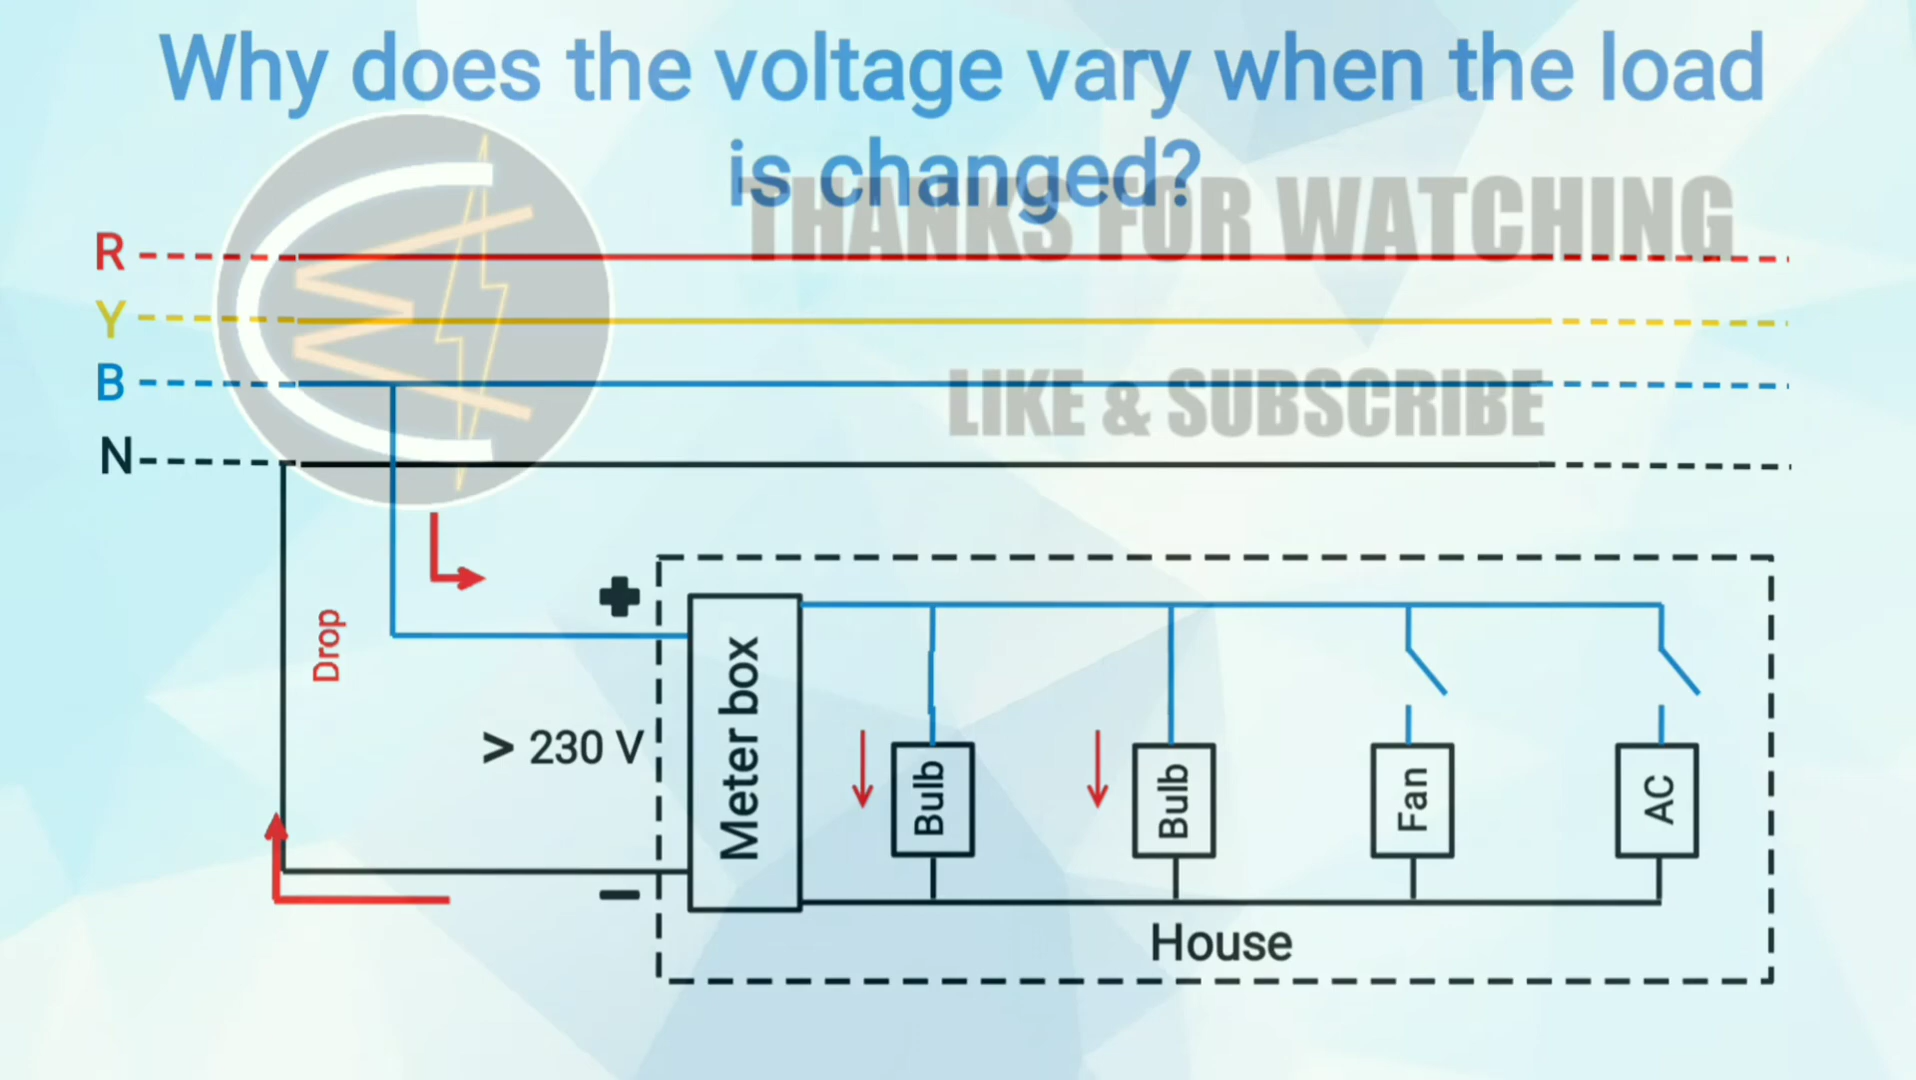 Why does the voltage vary when the load
is changed?
THANKS FOR WATCHING
R
Y
B
LIKE & SUBSCRIBE
N
Drop
+
> 230 V
-
Meter box
Bulb
Bulb
Fan
AC
House